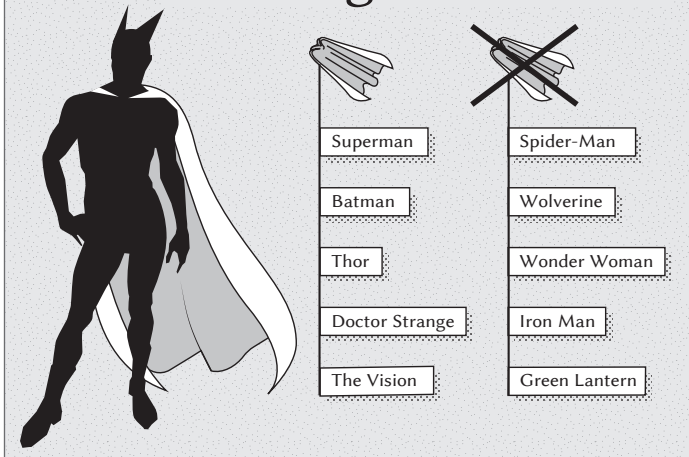 Superman
Batman
Thor
Doctor Strange
The Vision
Spider-Man
Wolverine
Wonder Woman
Iron Man
Green Lantern